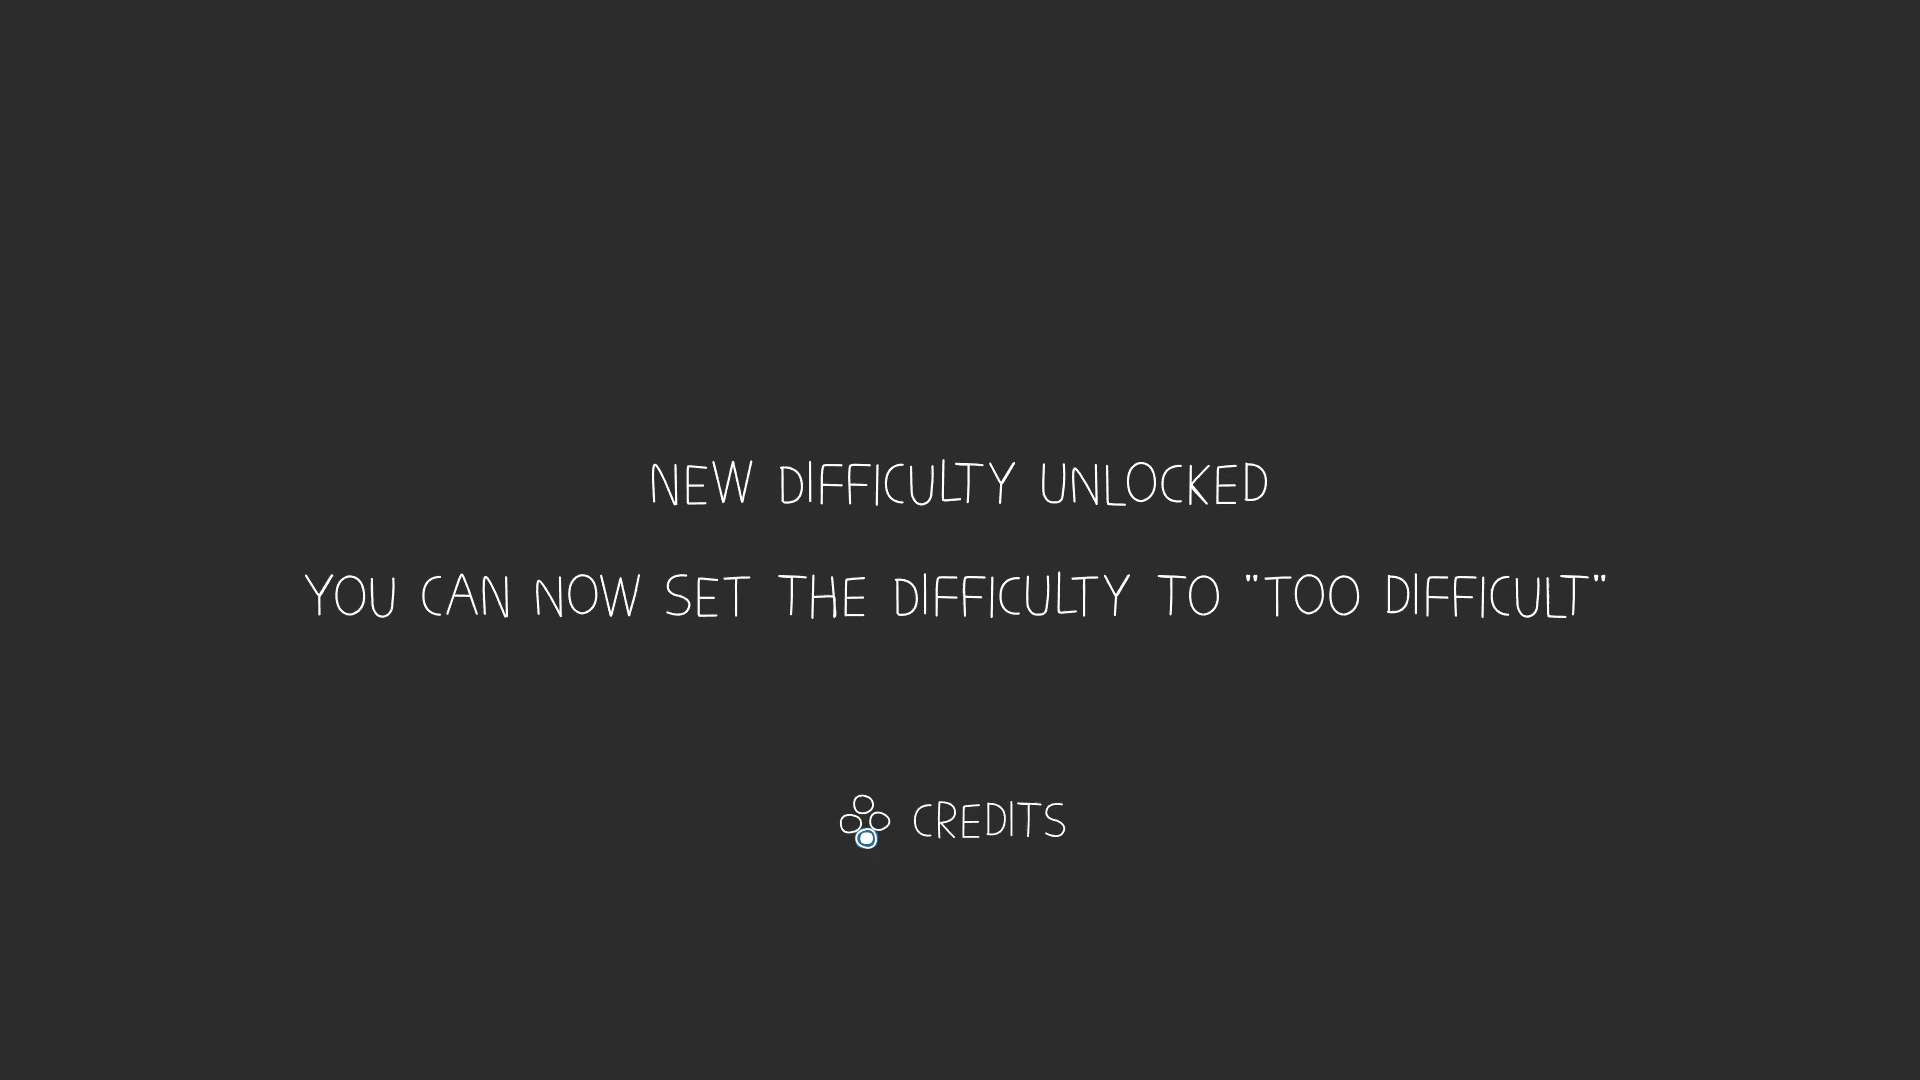 NEW DIFFICULTY UNLOCKED
YOU CAN NOW SET THE DIFFICULTY TO "TOO DIFFICULT"
CREDITS